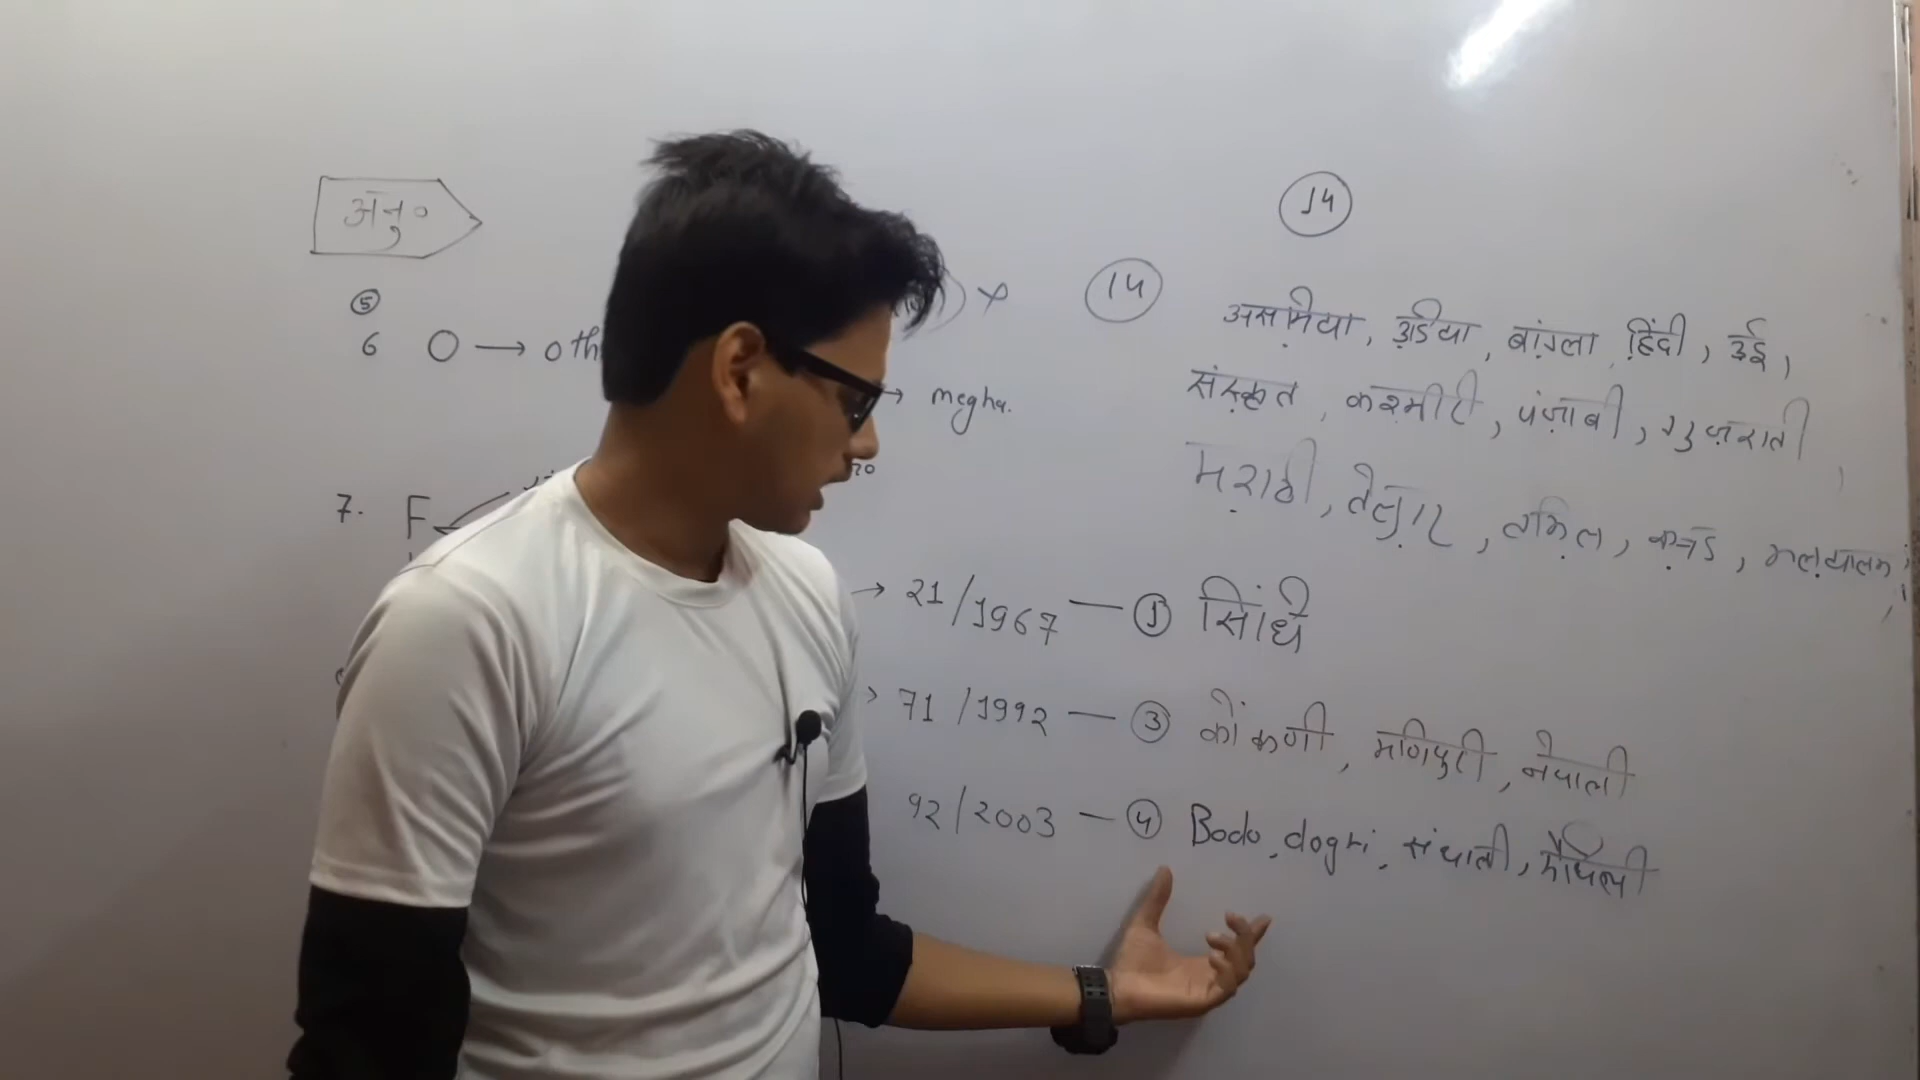 अनु०
5
6 O → oth
x
→ megha.
7. F
14
14
असमिया, उड़िया, बांग्ला, हिंदी, उर्दू,
संस्कृत, कश्मीरी, पंजाबी, गुजराती,
मराठी, तेलुगु, तमिल, कन्नड, मलयालम,
→ 21/1967 — 1 सिंधी
→ 71/1992 — 3 कोंकणी, मणिपुरी, नेपाली
92/2003 — 4 Bodo, dogri, संथाली, मैथिली